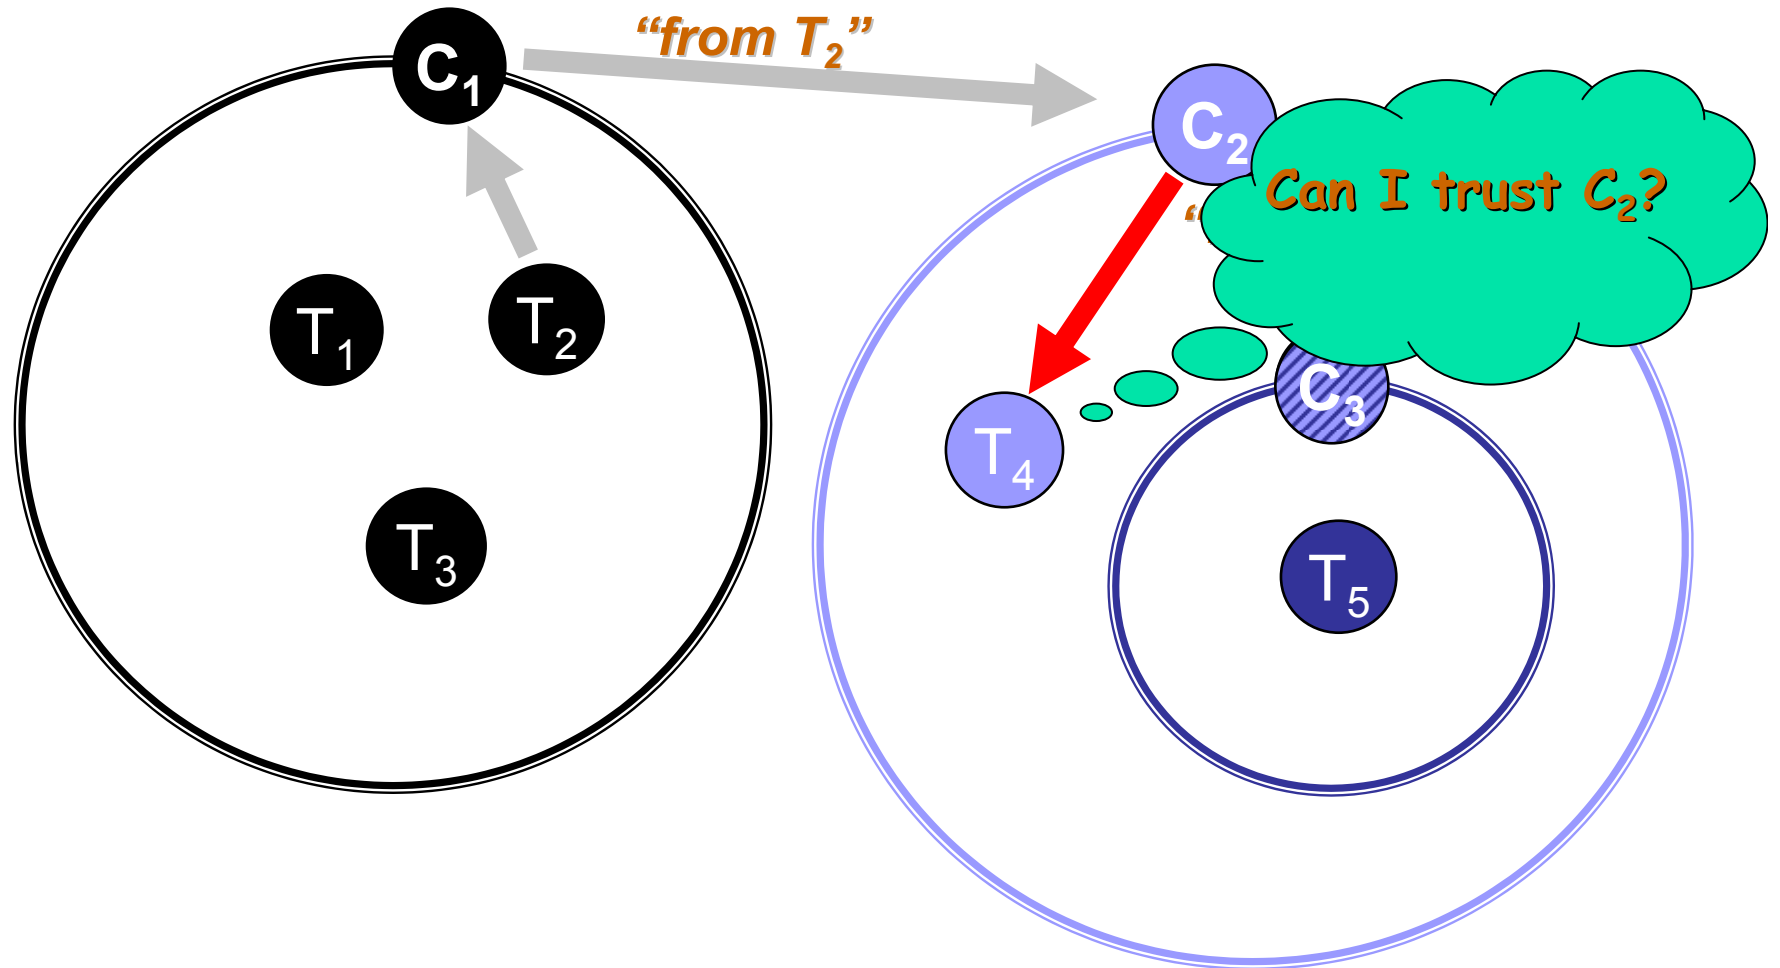 “from T₂”
C₁
C₂
Can I trust C₂?
“
T₁
T₂
C₃
T₄
T₃
T₅